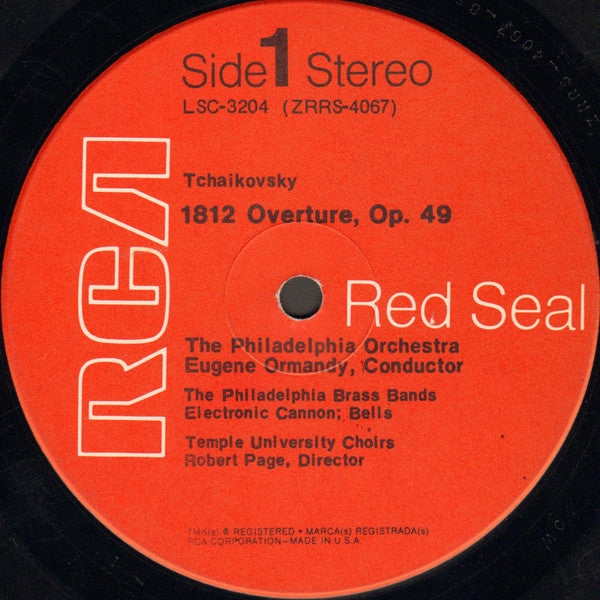 Side 1 Stereo
LSC-3204 (ZRRS-4067)
RCA
Tchaikovsky
1812 Overture, Op. 49
Red Seal
The Philadelphia Orchestra
Eugene Ormandy, Conductor
The Philadelphia Brass Bands
Electronic Cannon; Bells
Temple University Choirs
Robert Page, Director
TMK(s) ® REGISTERED • MARCA(s) REGISTRADA(s)
RCA CORPORATION—MADE IN U.S.A.